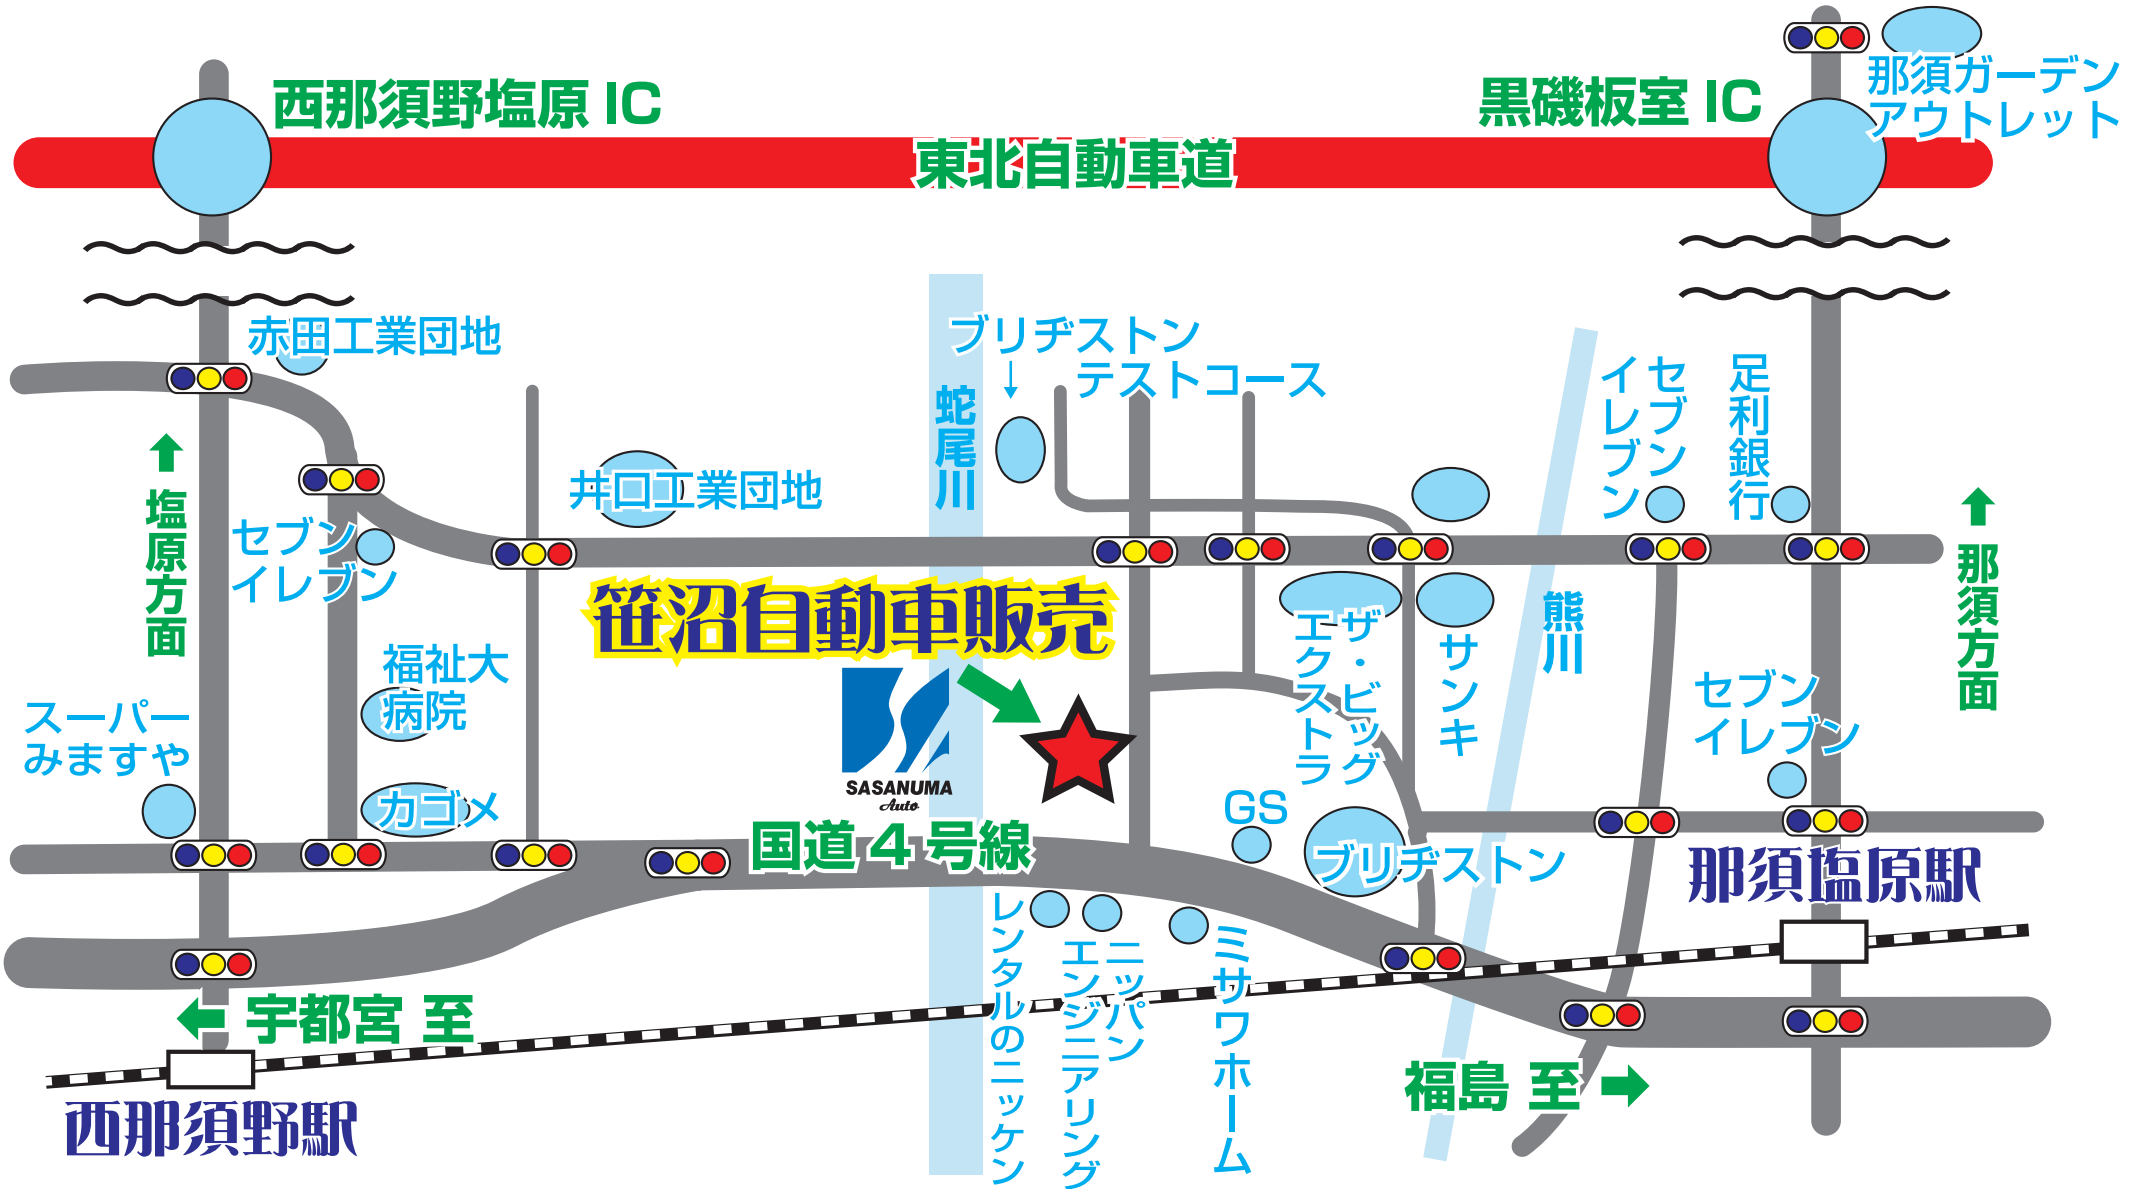 西那須野塩原 IC
黒磯板室 IC
那須ガーデン
アウトレット
東北自動車道
赤田工業団地
ブリヂストン
テストコース
蛇尾川
セブン
イレブン
足利銀行
井口工業団地
塩原方面
セブン
イレブン
那須方面
笹沼自動車販売
SASANUMA
Auto
熊川
ザ・ビッグ
エクストラ
サンキ
福祉大
病院
スーパー
みますや
カゴメ
セブン
イレブン
GS
国道4号線
ブリヂストン
那須塩原駅
レンタルのニッケン
ニッパン
エンジニアリング
ミサワホーム
宇都宮 至
福島 至
西那須野駅